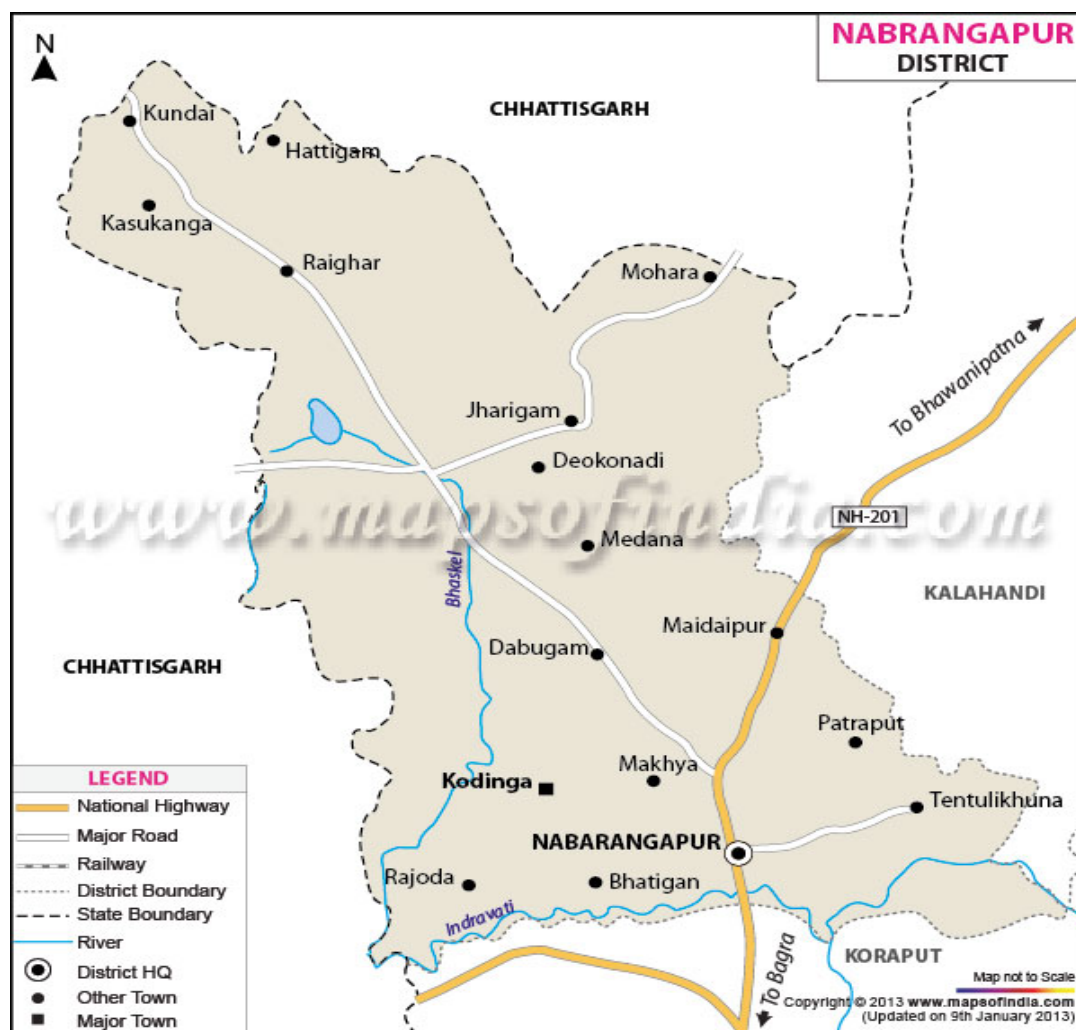 N
NABRANGAPUR
DISTRICT
CHHATTISGARH
Kundai
Hattigam
Kasukanga
Raighar
Mohara
To Bhawanipatna
Jharigam
Deokonadi
www.mapsofindia.com
NH-201
Medana
Bhaskel
KALAHANDI
Maidaipur
Dabugam
CHHATTISGARH
Patraput
Makhya
Kodinga
Tentulikhuna
NABARANGAPUR
Rajoda
Bhatigan
Indravati
KORAPUT
To Bagra
LEGEND
National Highway
Major Road
Railway
District Boundary
State Boundary
River
District HQ
Other Town
Major Town
Map not to Scale
Copyright © 2013 www.mapsofindia.com
(Updated on 9th January 2013)